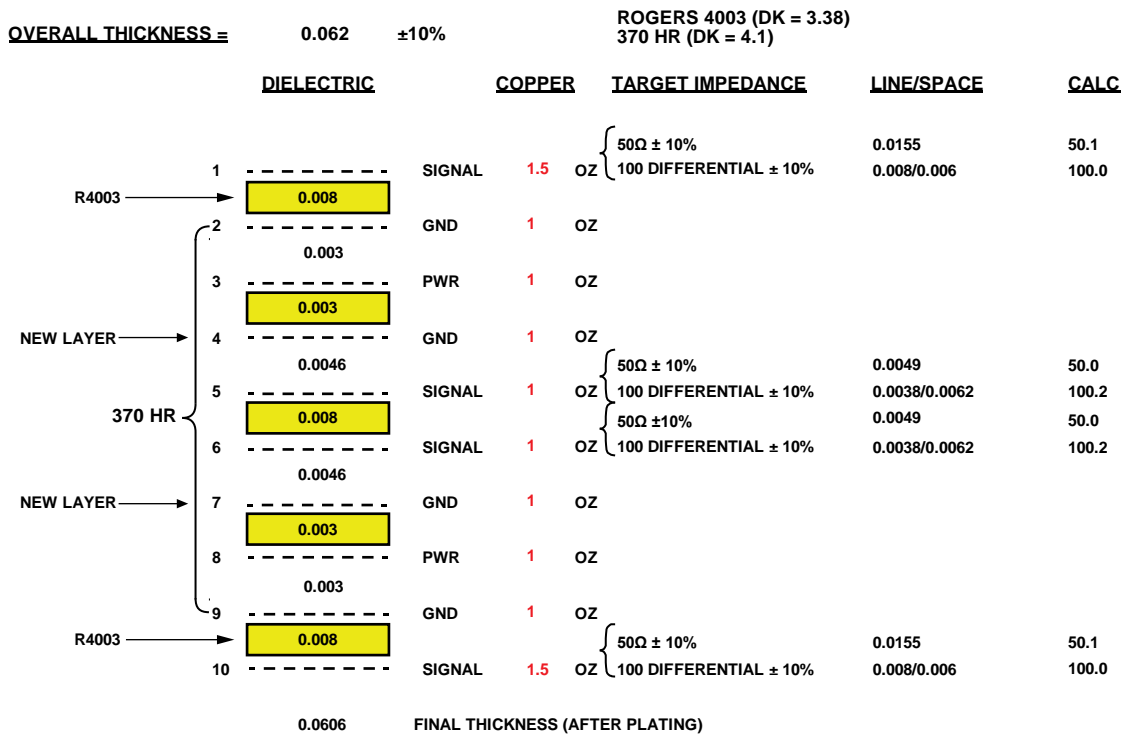 ROGERS 4003 (DK = 3.38)
OVERALL THICKNESS = 0.062 ±10%
370 HR (DK = 4.1)
DIELECTRIC COPPER TARGET IMPEDANCE LINE/SPACE CALC
50Ω ± 10% 0.0155 50.1
1 SIGNAL 1.5 OZ 100 DIFFERENTIAL ± 10% 0.008/0.006 100.0
R4003 0.008
2 GND 1 OZ
0.003
3 PWR 1 OZ
0.003
NEW LAYER 4 GND 1 OZ
0.0046 50Ω ± 10% 0.0049 50.0
5 SIGNAL 1 OZ 100 DIFFERENTIAL ± 10% 0.0038/0.0062 100.2
370 HR 0.008 50Ω ±10% 0.0049 50.0
6 SIGNAL 1 OZ 100 DIFFERENTIAL ± 10% 0.0038/0.0062 100.2
0.0046
NEW LAYER 7 GND 1 OZ
0.003
8 PWR 1 OZ
0.003
9 GND 1 OZ
R4003 0.008 50Ω ± 10% 0.0155 50.1
10 SIGNAL 1.5 OZ 100 DIFFERENTIAL ± 10% 0.008/0.006 100.0
0.0606 FINAL THICKNESS (AFTER PLATING)